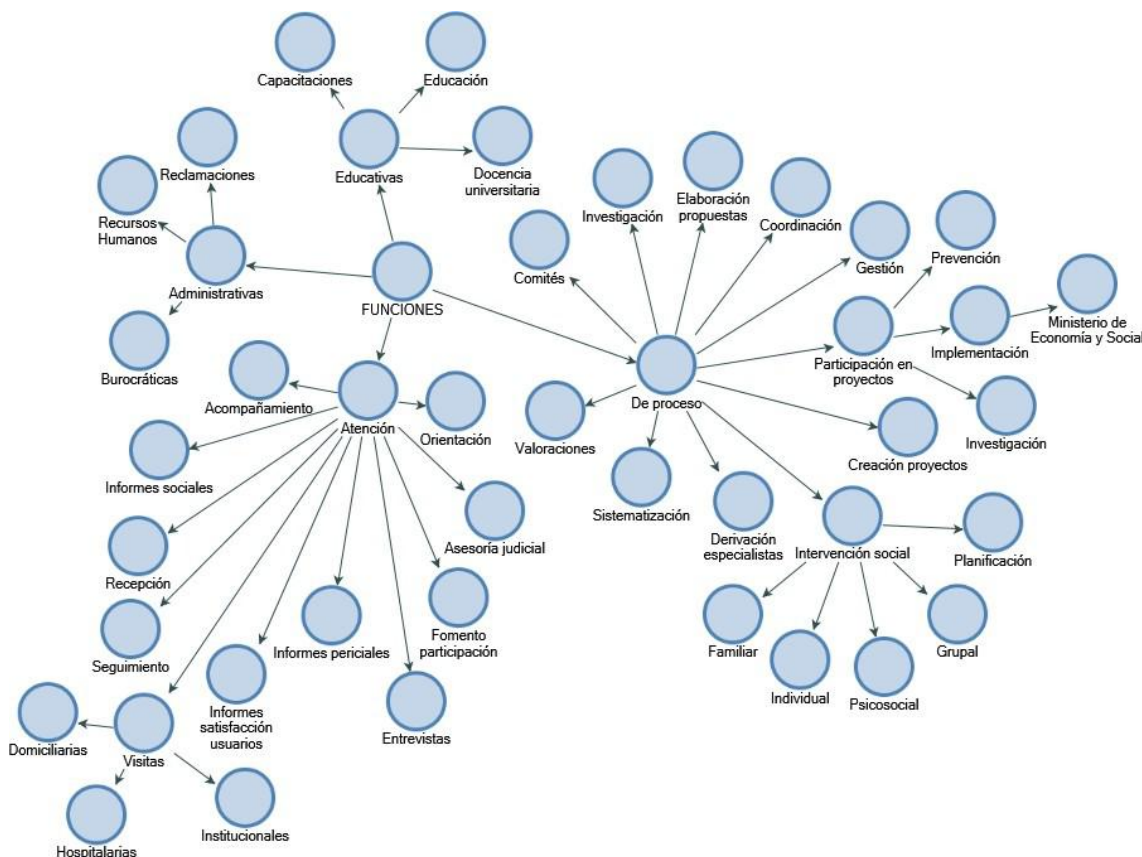 Capacitaciones
Educación
Educativas
Docencia
universitaria
Reclamaciones
Recursos
Humanos
Administrativas
Burocráticas
FUNCIONES
Comités
Investigación
Elaboración
propuestas
Coordinación
Gestión
Prevención
Participación en
proyectos
Implementación
Ministerio de
Economía y Social
Investigación
De proceso
Valoraciones
Sistematización
Derivación
especialistas
Creación proyectos
Intervención social
Planificación
Familiar
Individual
Psicosocial
Grupal
Acompañamiento
Atención
Orientación
Informes sociales
Recepción
Seguimiento
Asesoría judicial
Fomento
participación
Informes periciales
Informes
satisfacción
usuarios
Entrevistas
Visitas
Domiciliarias
Hospitalarias
Institucionales